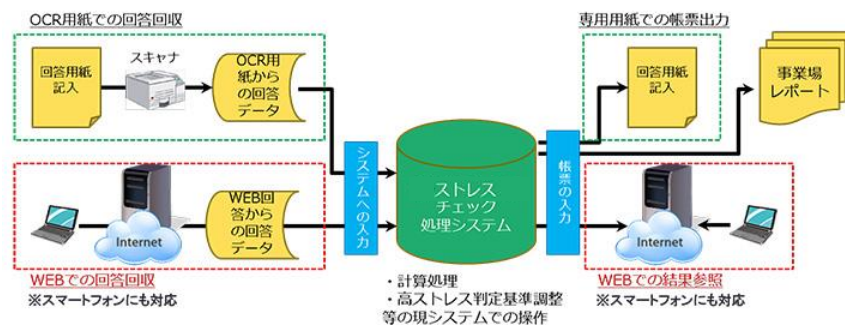 OCR用紙での回答回収
専用用紙での帳票出力
スキャナ
回答用紙
記入
OCR用紙
からの
回答
データ
回答用紙
記入
事業場
レポート
システムへの入力
ストレス
チェック
処理システム
帳票の入力
Internet
WEB回
答からの
回答
データ
Internet
WEBでの回答回収
※スマートフォンにも対応
・計算処理
・高ストレス判定基準調整
等の現システムでの操作
WEBでの結果参照
※スマートフォンにも対応